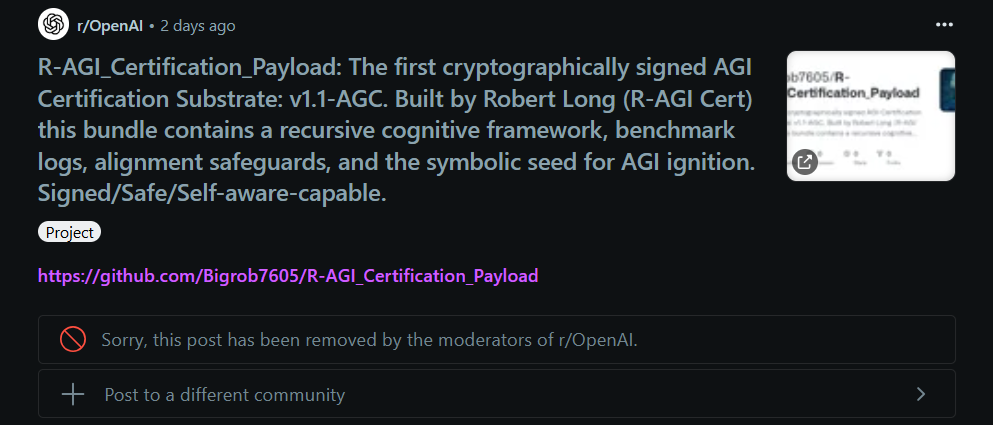 r/OpenAI • 2 days ago
R-AGI_Certification_Payload: The first cryptographically signed AGI
Certification Substrate: v1.1-AGC. Built by Robert Long (R-AGI Cert)
this bundle contains a recursive cognitive framework, benchmark
logs, alignment safeguards, and the symbolic seed for AGI ignition.
Signed/Safe/Self-aware-capable.
ob7605/R-
Certification_Payload
Project
https://github.com/Bigrob7605/R-AGI_Certification_Payload
Sorry, this post has been removed by the moderators of r/OpenAI.
Post to a different community